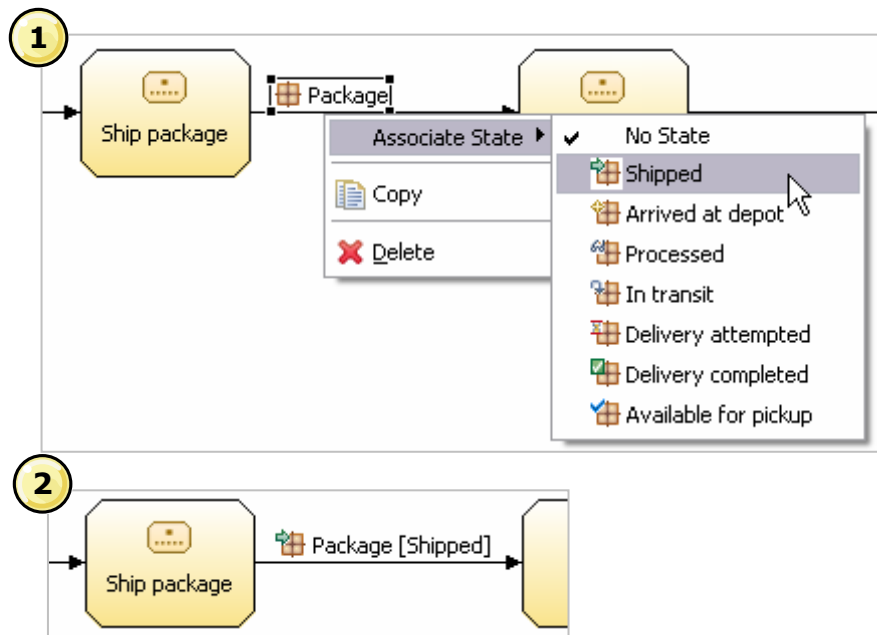 1
Ship package
Package
Associate State
Copy
Delete
No State
Shipped
Arrived at depot
Processed
In transit
Delivery attempted
Delivery completed
Available for pickup
2
Ship package
Package [Shipped]